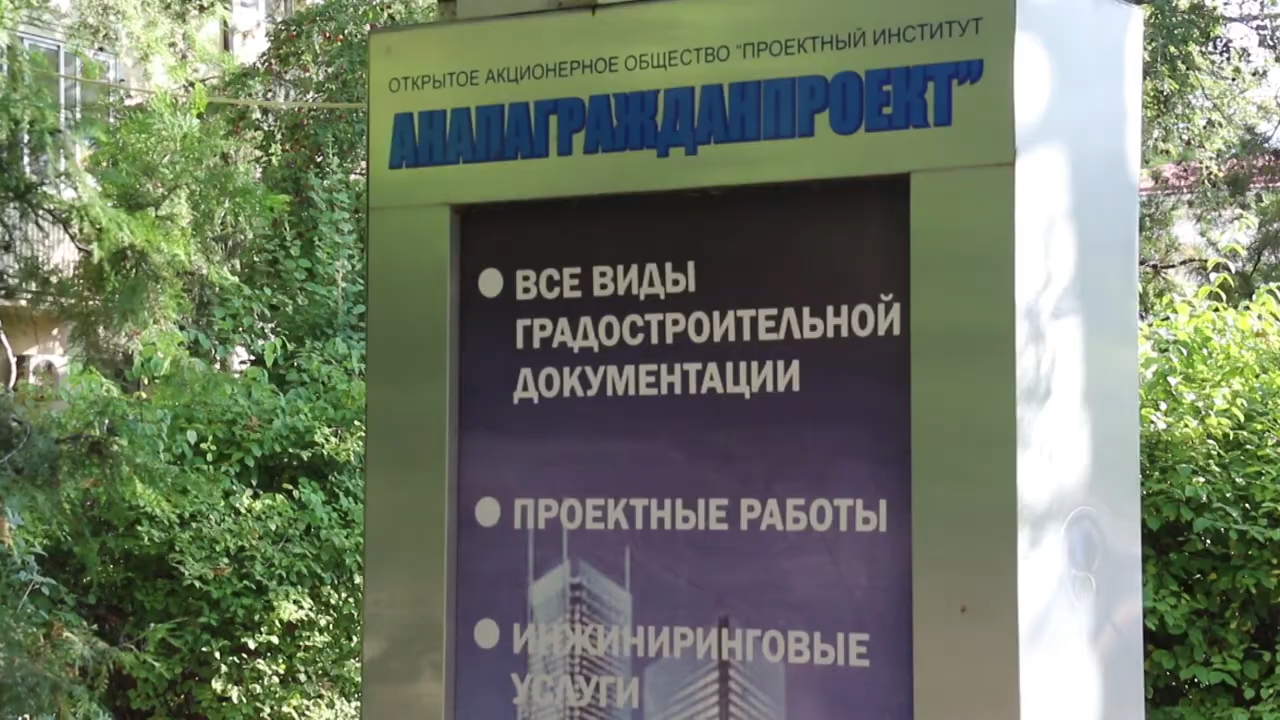 ОТКРЫТОЕ АКЦИОНЕРНОЕ ОБЩЕСТВО "ПРОЕКТНЫЙ ИНСТИТУТ
АНАПАГРАЖДАНПРОЕКТ"
● ВСЕ ВИДЫ
ГРАДОСТРОИТЕЛЬНОЙ
ДОКУМЕНТАЦИИ
● ПРОЕКТНЫЕ РАБОТЫ
● ИНЖИНИРИНГОВЫЕ
УСЛУГИ